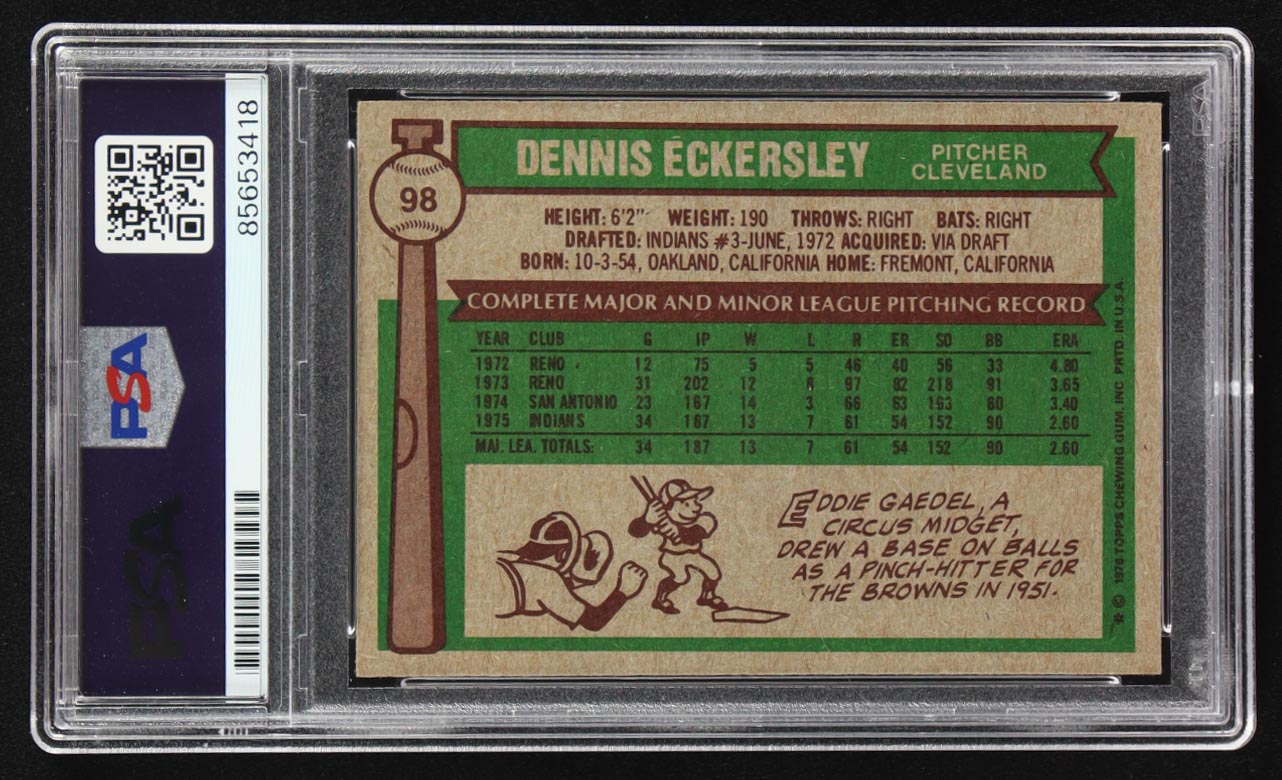 85653418
PSA
PSA
98
DENNIS ECKERSLEY
PITCHER
CLEVELAND
HEIGHT: 6'2" WEIGHT: 190 THROWS: RIGHT BATS: RIGHT
DRAFTED: INDIANS #3-JUNE, 1972 ACQUIRED: VIA DRAFT
BORN: 10-3-54, OAKLAND, CALIFORNIA HOME: FREMONT, CALIFORNIA
COMPLETE MAJOR AND MINOR LEAGUE PITCHING RECORD
YEAR CLUB G IP W L R ER SO BB ERA
1972 RENO 12 75 5 5 46 40 56 33 4.80
1973 RENO 31 202 12 97 82 218 91 3.65
1974 SAN ANTONIO 23 167 14 3 66 63 163 60 3.40
1975 INDIANS 34 187 13 7 61 54 152 90 2.60
MAJ. LEA. TOTALS: 34 187 13 7 61 54 152 90 2.60
EDDIE GAEDEL, A
CIRCUS MIDGET,
DREW A BASE ON BALLS
AS A PINCH-HITTER FOR
THE BROWNS IN 1951.
* © 1976 TOPPS CHEWING GUM, INC PRTD. IN U.S.A.
PSA